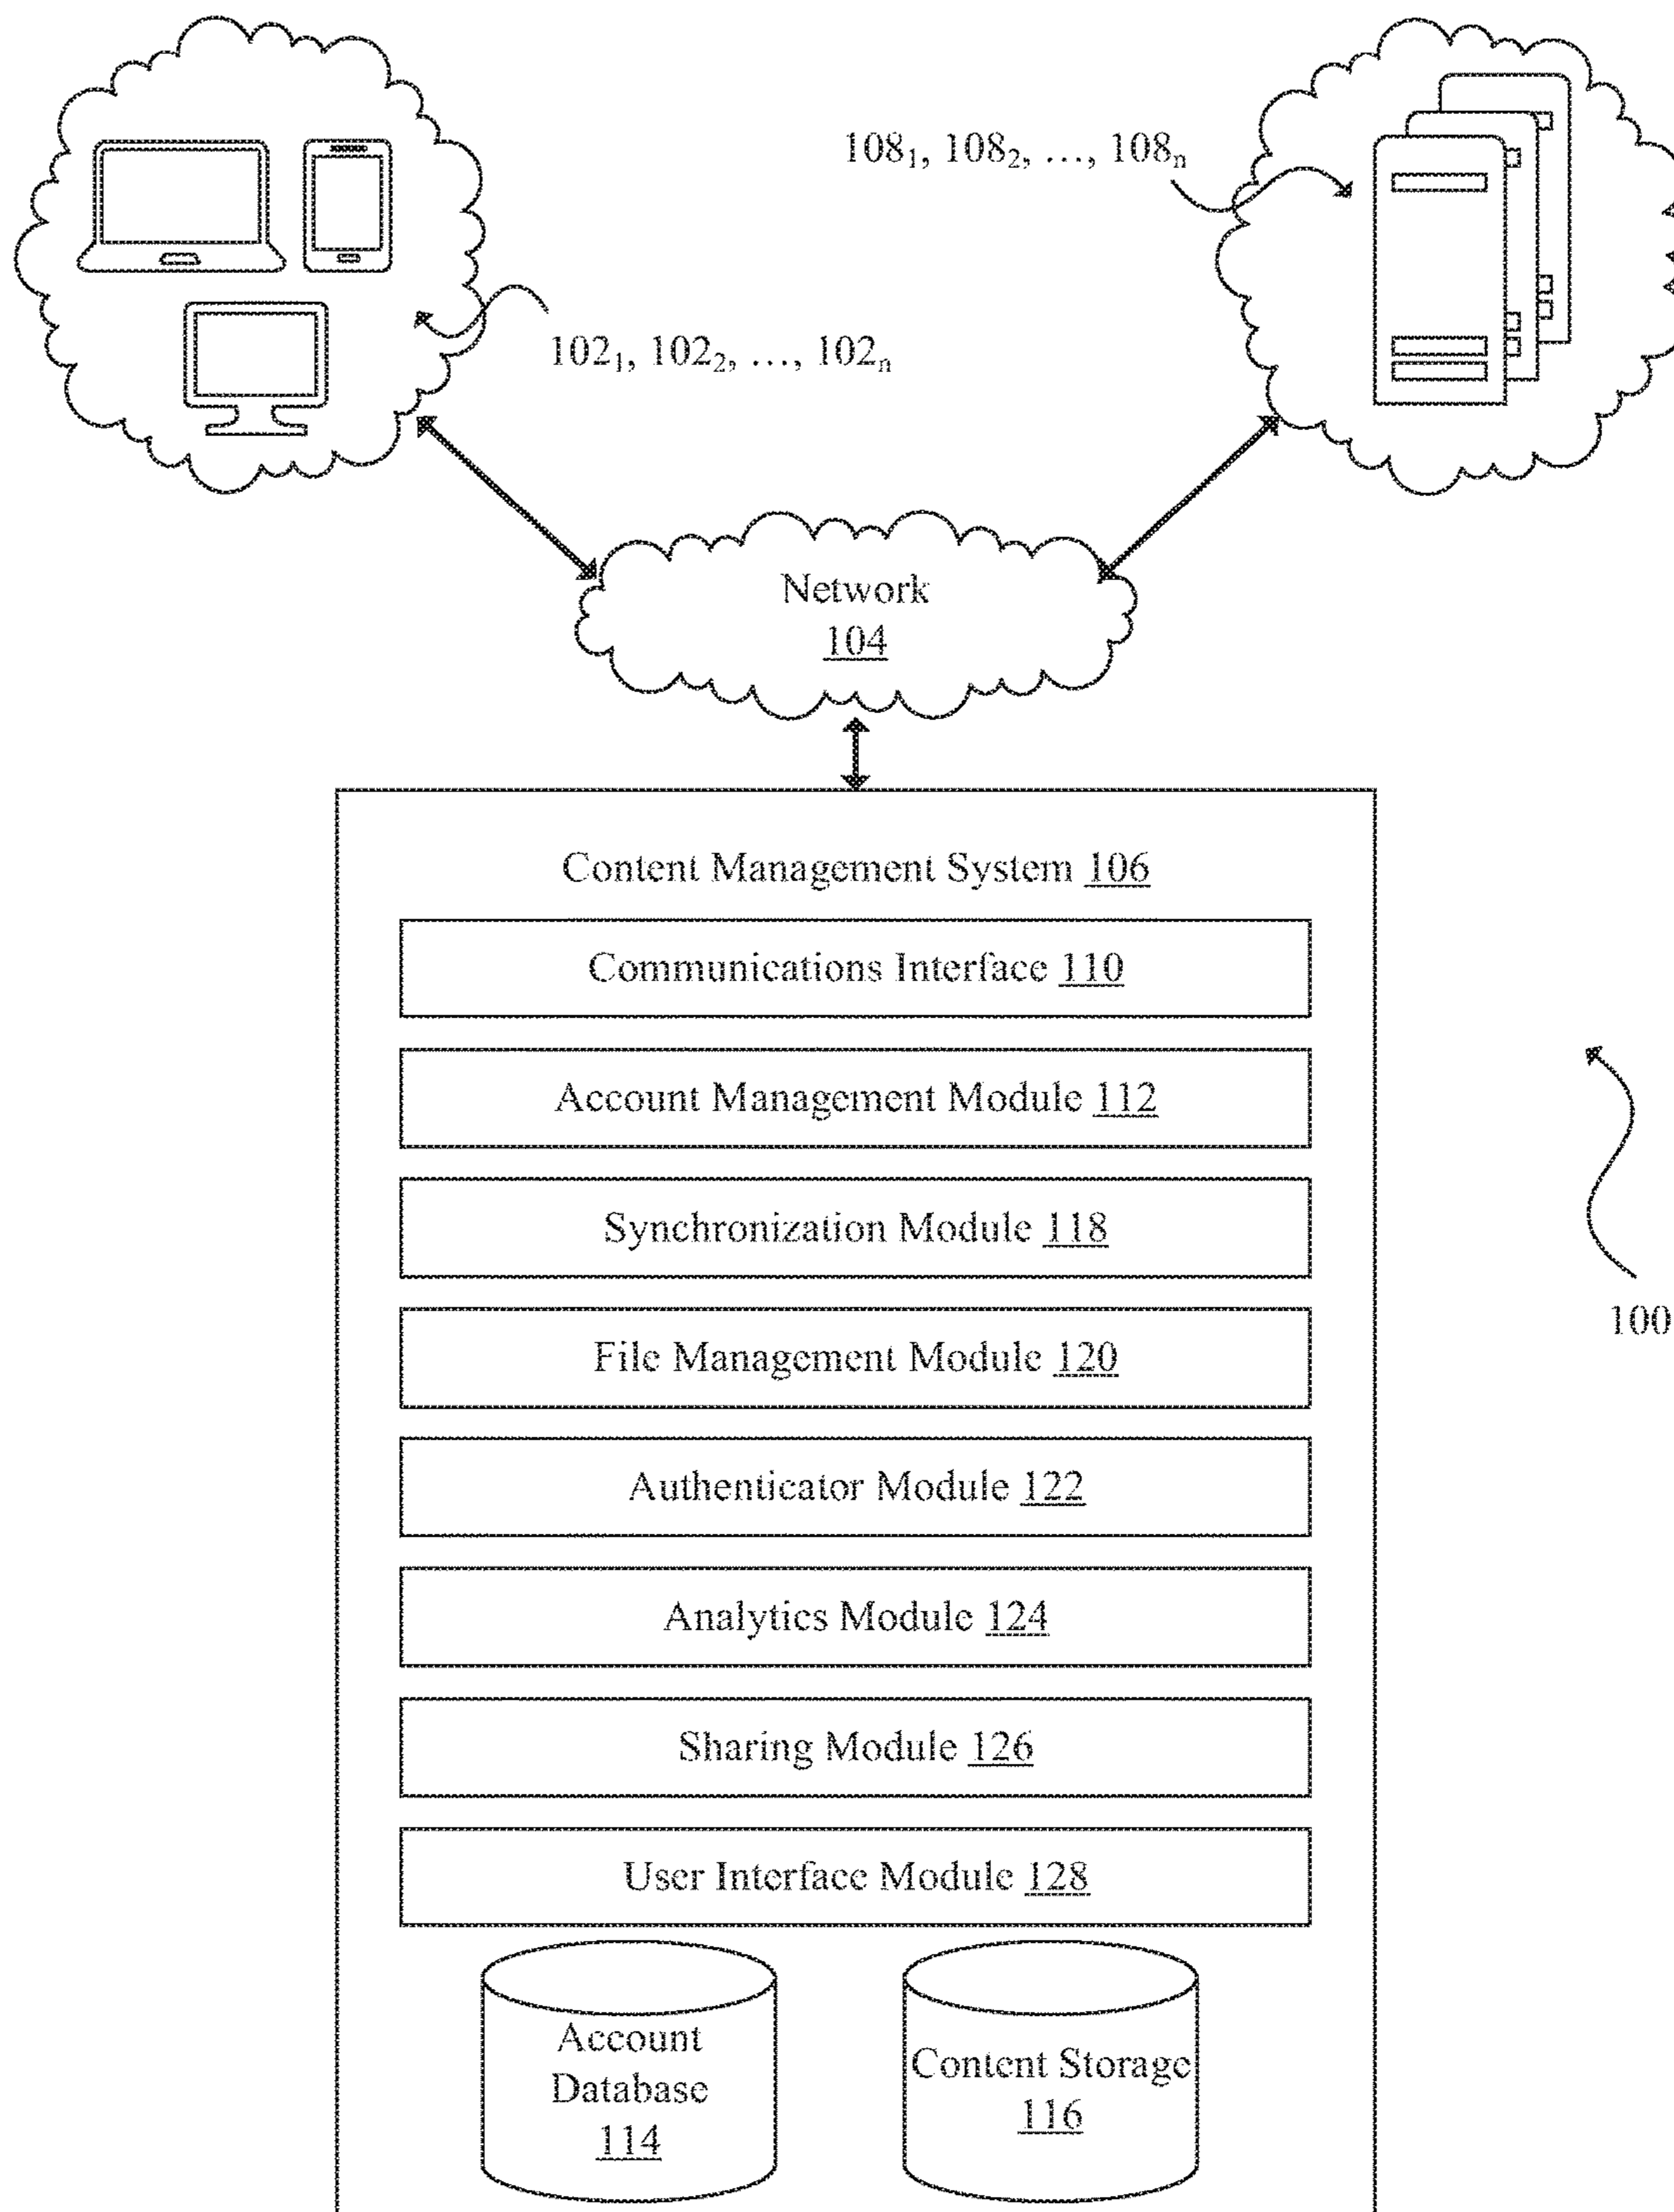 108₁, 108₂, ..., 108ₙ
102₁, 102₂, ..., 102ₙ
Network
104
Content Management System 106
Communications Interface 110
Account Management Module 112
Synchronization Module 118
100
File Management Module 120
Authenticator Module 122
Analytics Module 124
Sharing Module 126
User Interface Module 128
Account
Database
114
Content Storage
116